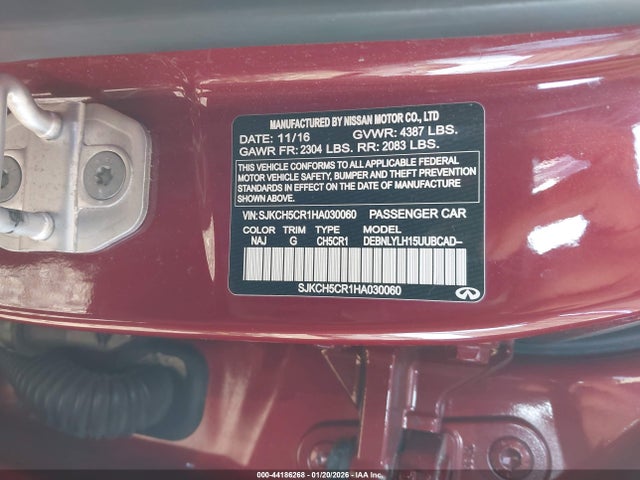 MANUFACTURED BY NISSAN MOTOR CO., LTD
DATE: 11/16 GVWR: 4387 LBS.
GAWR FR: 2304 LBS. RR: 2083 LBS.
THIS VEHICLE CONFORMS TO ALL APPLICABLE FEDERAL
MOTOR VEHICLE SAFETY, BUMPER AND THEFT PREVENTION
STANDARDS IN EFFECT ON THE DATE OF MANUFACTURE
SHOWN ABOVE.
VIN: SJKCH5CR1HA030060 PASSENGER CAR
COLOR TRIM TYPE MODEL
NAJ G CH5CR1 DEBNLYLH15UUBCAD-
SJKCH5CR1HA030060
000-44186268 - 01/20/2026 - IAAI.COM